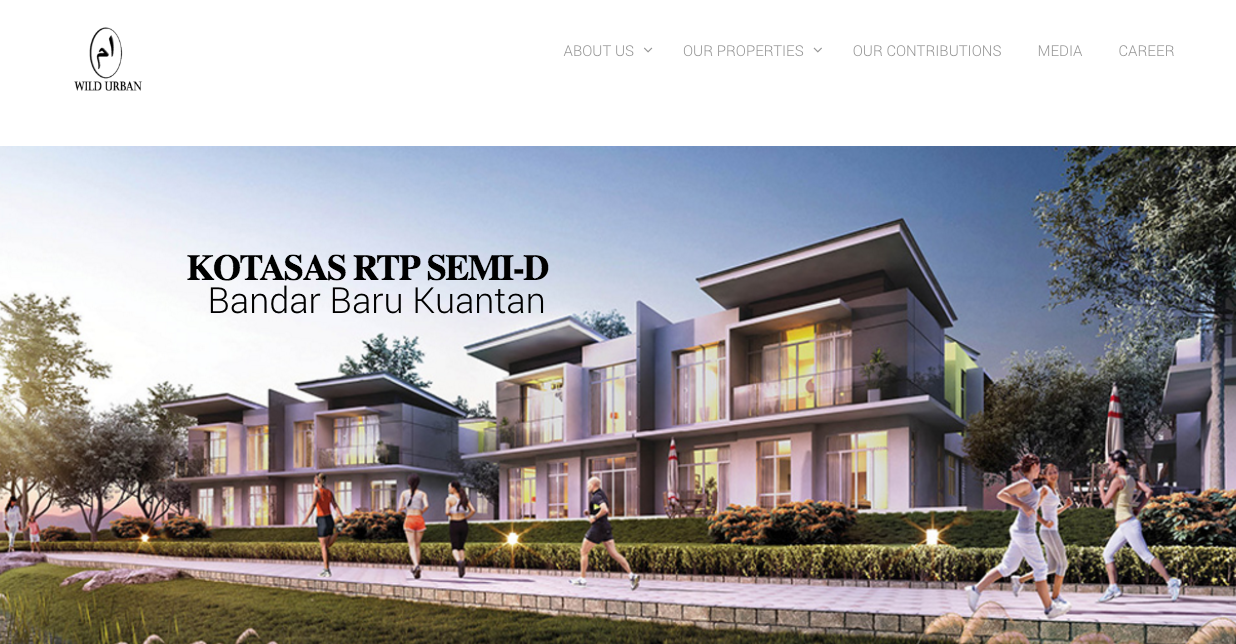 ام
WILD URBAN
ABOUT US
OUR PROPERTIES
OUR CONTRIBUTIONS
MEDIA
CAREER
KOTASAS RTP SEMI-D
Bandar Baru Kuantan